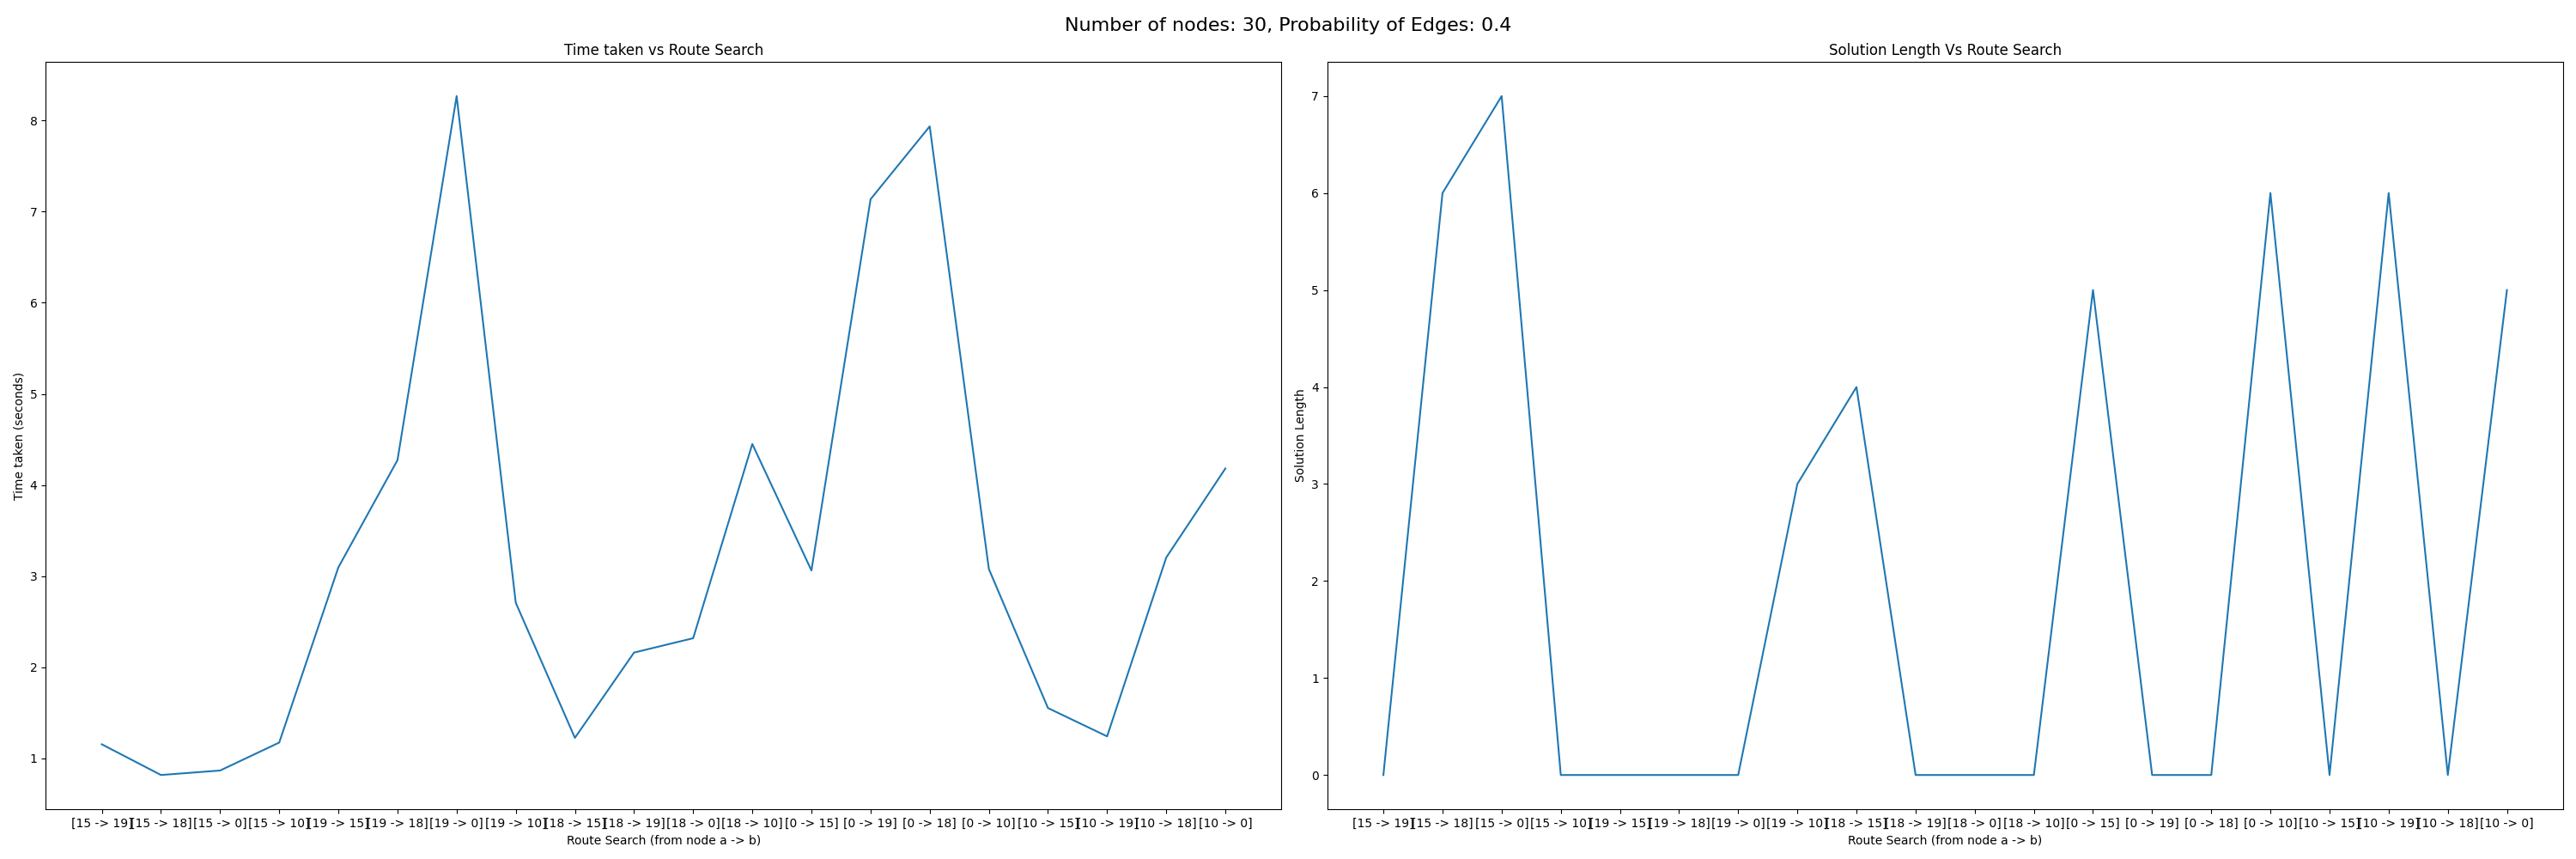 Number of nodes: 30, Probability of Edges: 0.4
Time taken vs Route Search
Time taken (seconds)
8
7
6
5
4
3
2
1
[15 -> 19] [15 -> 18] [15 -> 0] [15 -> 10] [19 -> 15] [19 -> 18] [19 -> 0] [19 -> 10] [18 -> 15] [18 -> 19] [18 -> 0] [18 -> 10] [0 -> 15] [0 -> 19] [0 -> 18] [0 -> 10] [10 -> 15] [10 -> 19] [10 -> 18] [10 -> 0]
Route Search (from node a -> b)
Solution Length Vs Route Search
Solution Length
7
6
5
4
3
2
1
0
[15 -> 19] [15 -> 18] [15 -> 0] [15 -> 10] [19 -> 15] [19 -> 18] [19 -> 0] [19 -> 10] [18 -> 15] [18 -> 19] [18 -> 0] [18 -> 10] [0 -> 15] [0 -> 19] [0 -> 18] [0 -> 10] [10 -> 15] [10 -> 19] [10 -> 18] [10 -> 0]
Route Search (from node a -> b)